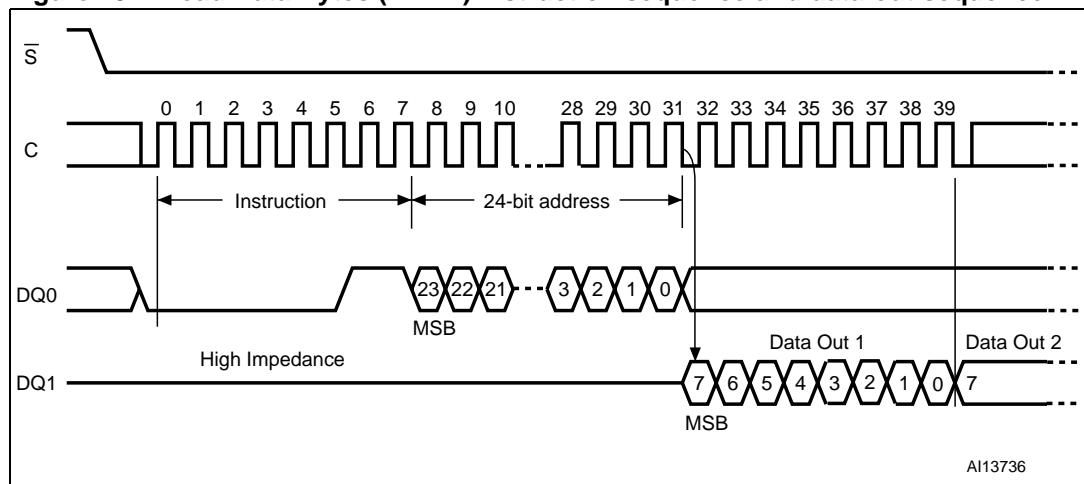 S
0 1 2 3 4 5 6 7 8 9 10 28 29 30 31 32 33 34 35 36 37 38 39
C
Instruction 24-bit address
DQ0 23 22 21 3 2 1 0
MSB
High Impedance Data Out 1 Data Out 2
DQ1 7 6 5 4 3 2 1 0 7
MSB
AI13736